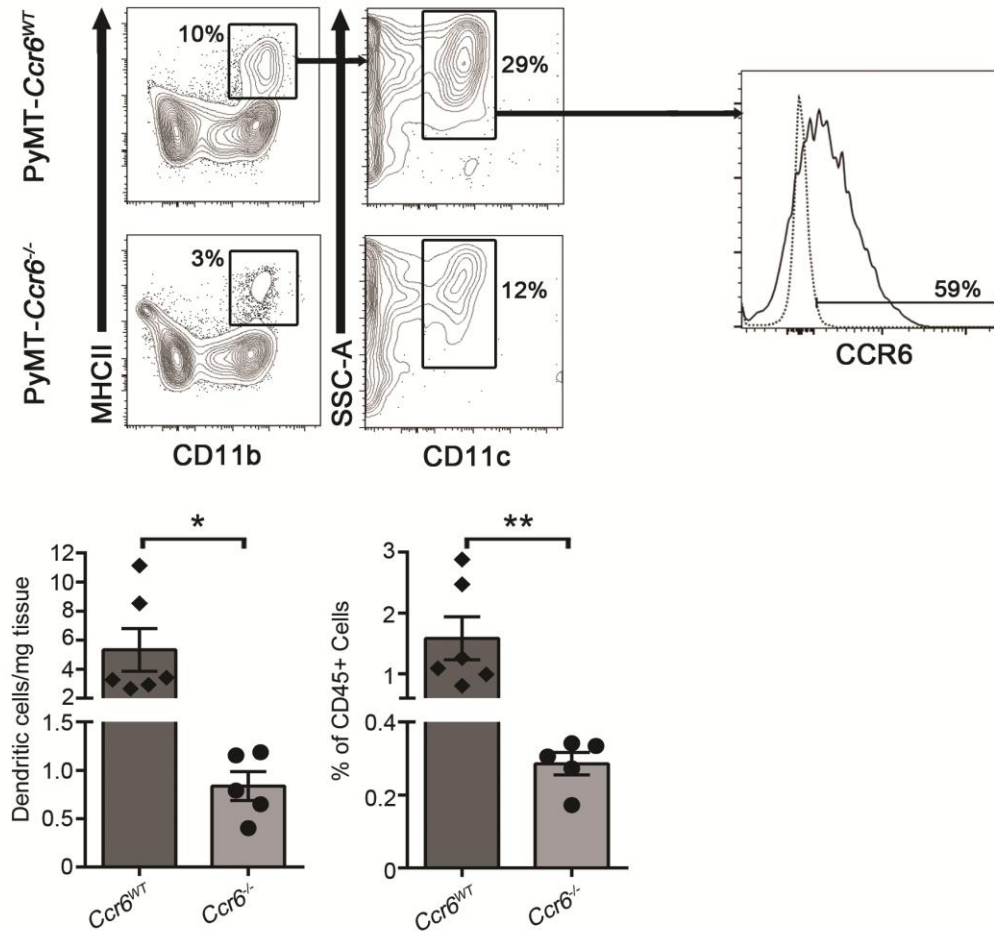 PyMT-Ccr6WT
MHCII
10%
SSC-A
29%
59%
CCR6
PyMT-Ccr6-/-
3%
12%
CD11b
CD11c
*
Dendritic cells/mg tissue
12
10
8
6
4
2
1.5
1.0
0.5
0
Ccr6WT
Ccr6-/-
**
% of CD45+ Cells
3
2
1
0.4
0.2
0
Ccr6WT
Ccr6-/-